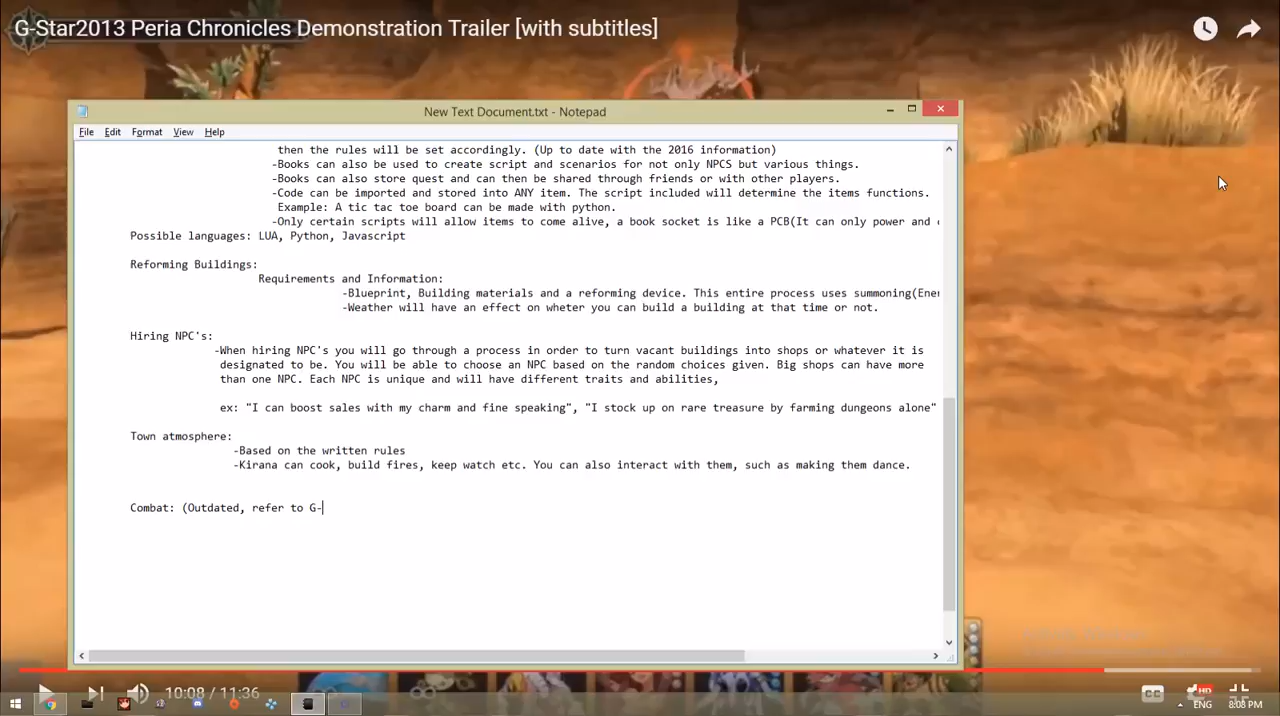 G-Star2013 Peria Chronicles Demonstration Trailer [with subtitles]
New Text Document.txt - Notepad
File Edit Format View Help
then the rules will be set accordingly. (Up to date with the 2016 information)
-Books can also be used to create script and scenarios for not only NPCS but various things.
-Books can also store quest and can then be shared through friends or with other players.
-Code can be imported and stored into ANY item. The script included will determine the items functions.
Example: A tic tac toe board can be made with python.
-Only certain scripts will allow items to come alive, a book socket is like a PCB(It can only power and
Possible languages: LUA, Python, Javascript
Reforming Buildings:
Requirements and Information:
-Blueprint, Building materials and a reforming device. This entire process uses summoning(Ener
-Weather will have an effect on wheter you can build a building at that time or not.
Hiring NPC's:
-When hiring NPC's you will go through a process in order to turn vacant buildings into shops or whatever it is
designated to be. You will be able to choose an NPC based on the random choices given. Big shops can have more
than one NPC. Each NPC is unique and will have different traits and abilities,
ex: "I can boost sales with my charm and fine speaking", "I stock up on rare treasure by farming dungeons alone"
Town atmosphere:
-Based on the written rules
-Kirana can cook, build fires, keep watch etc. You can also interact with them, such as making them dance.
Combat: (Outdated, refer to G-
10:08 / 11:36
CC
HD
ENG
8:08 PM